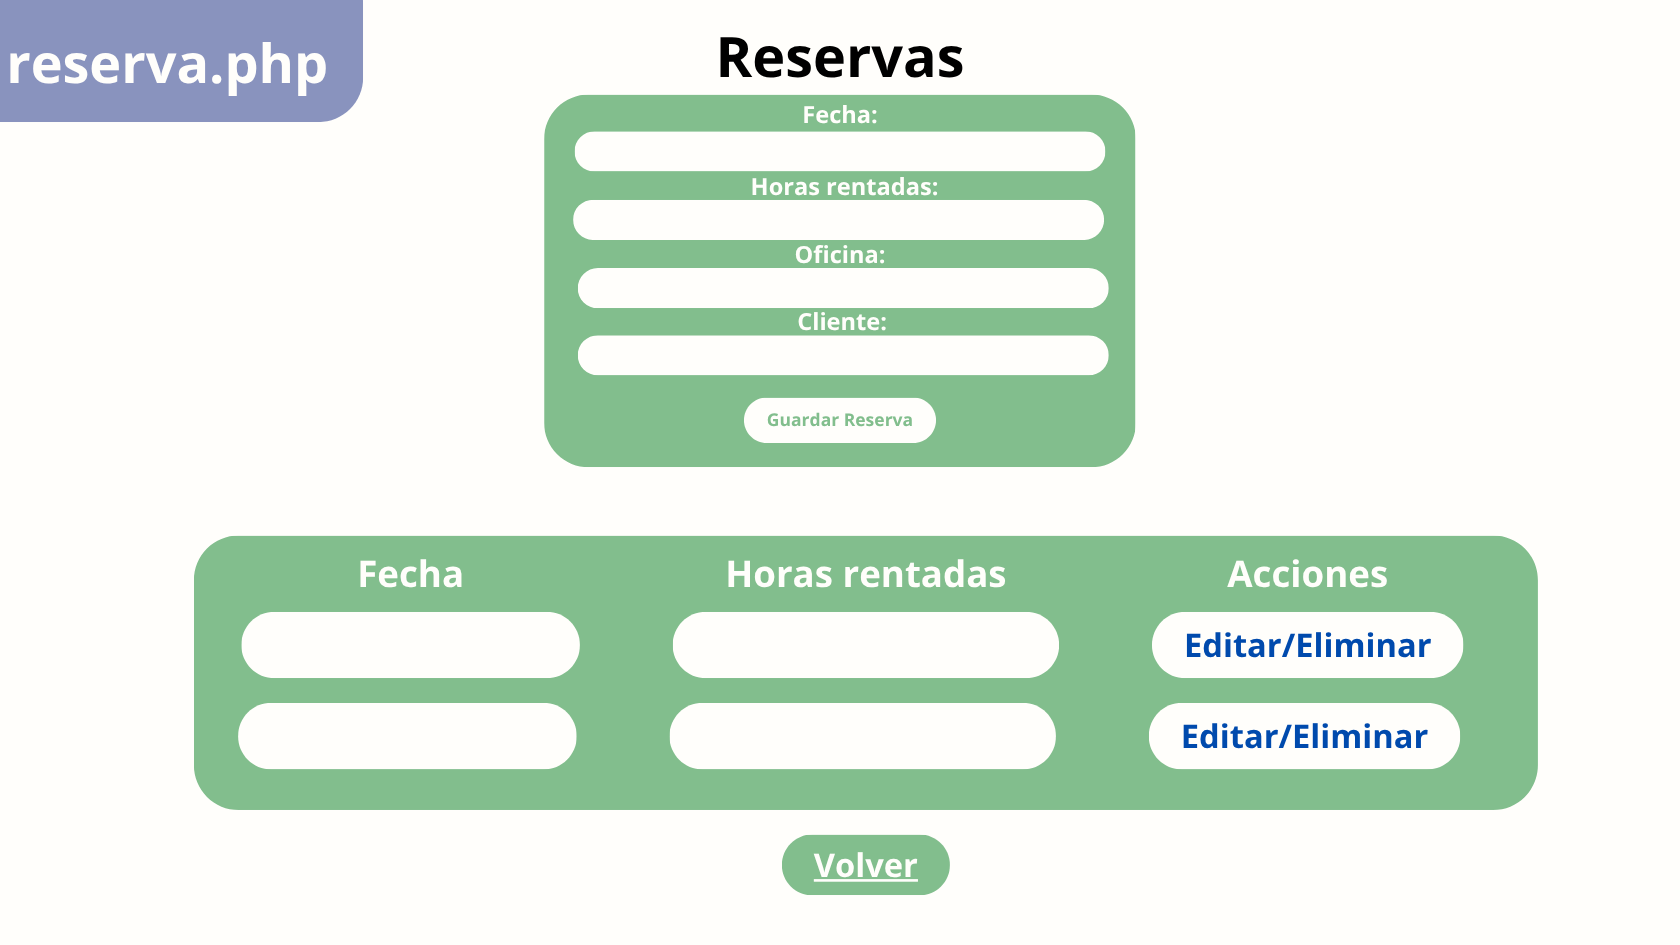 reserva.php
Reservas
Fecha:
Horas rentadas:
Oficina:
Cliente:
Guardar Reserva
Fecha Horas rentadas Acciones
Editar/Eliminar
Editar/Eliminar
Volver